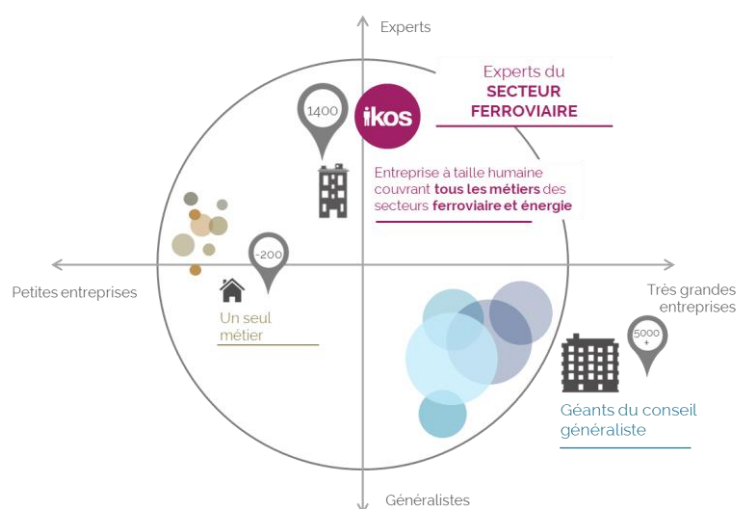 Experts
Experts du
SECTEUR
FERROVIAIRE
1400
ikos
Entreprise à taille humaine
couvrant tous les métiers des
secteurs ferroviaire et énergie
-200
Petites entreprises
Très grandes
entreprises
Un seul
métier
5000
+
Géants du conseil
généraliste
Généralistes